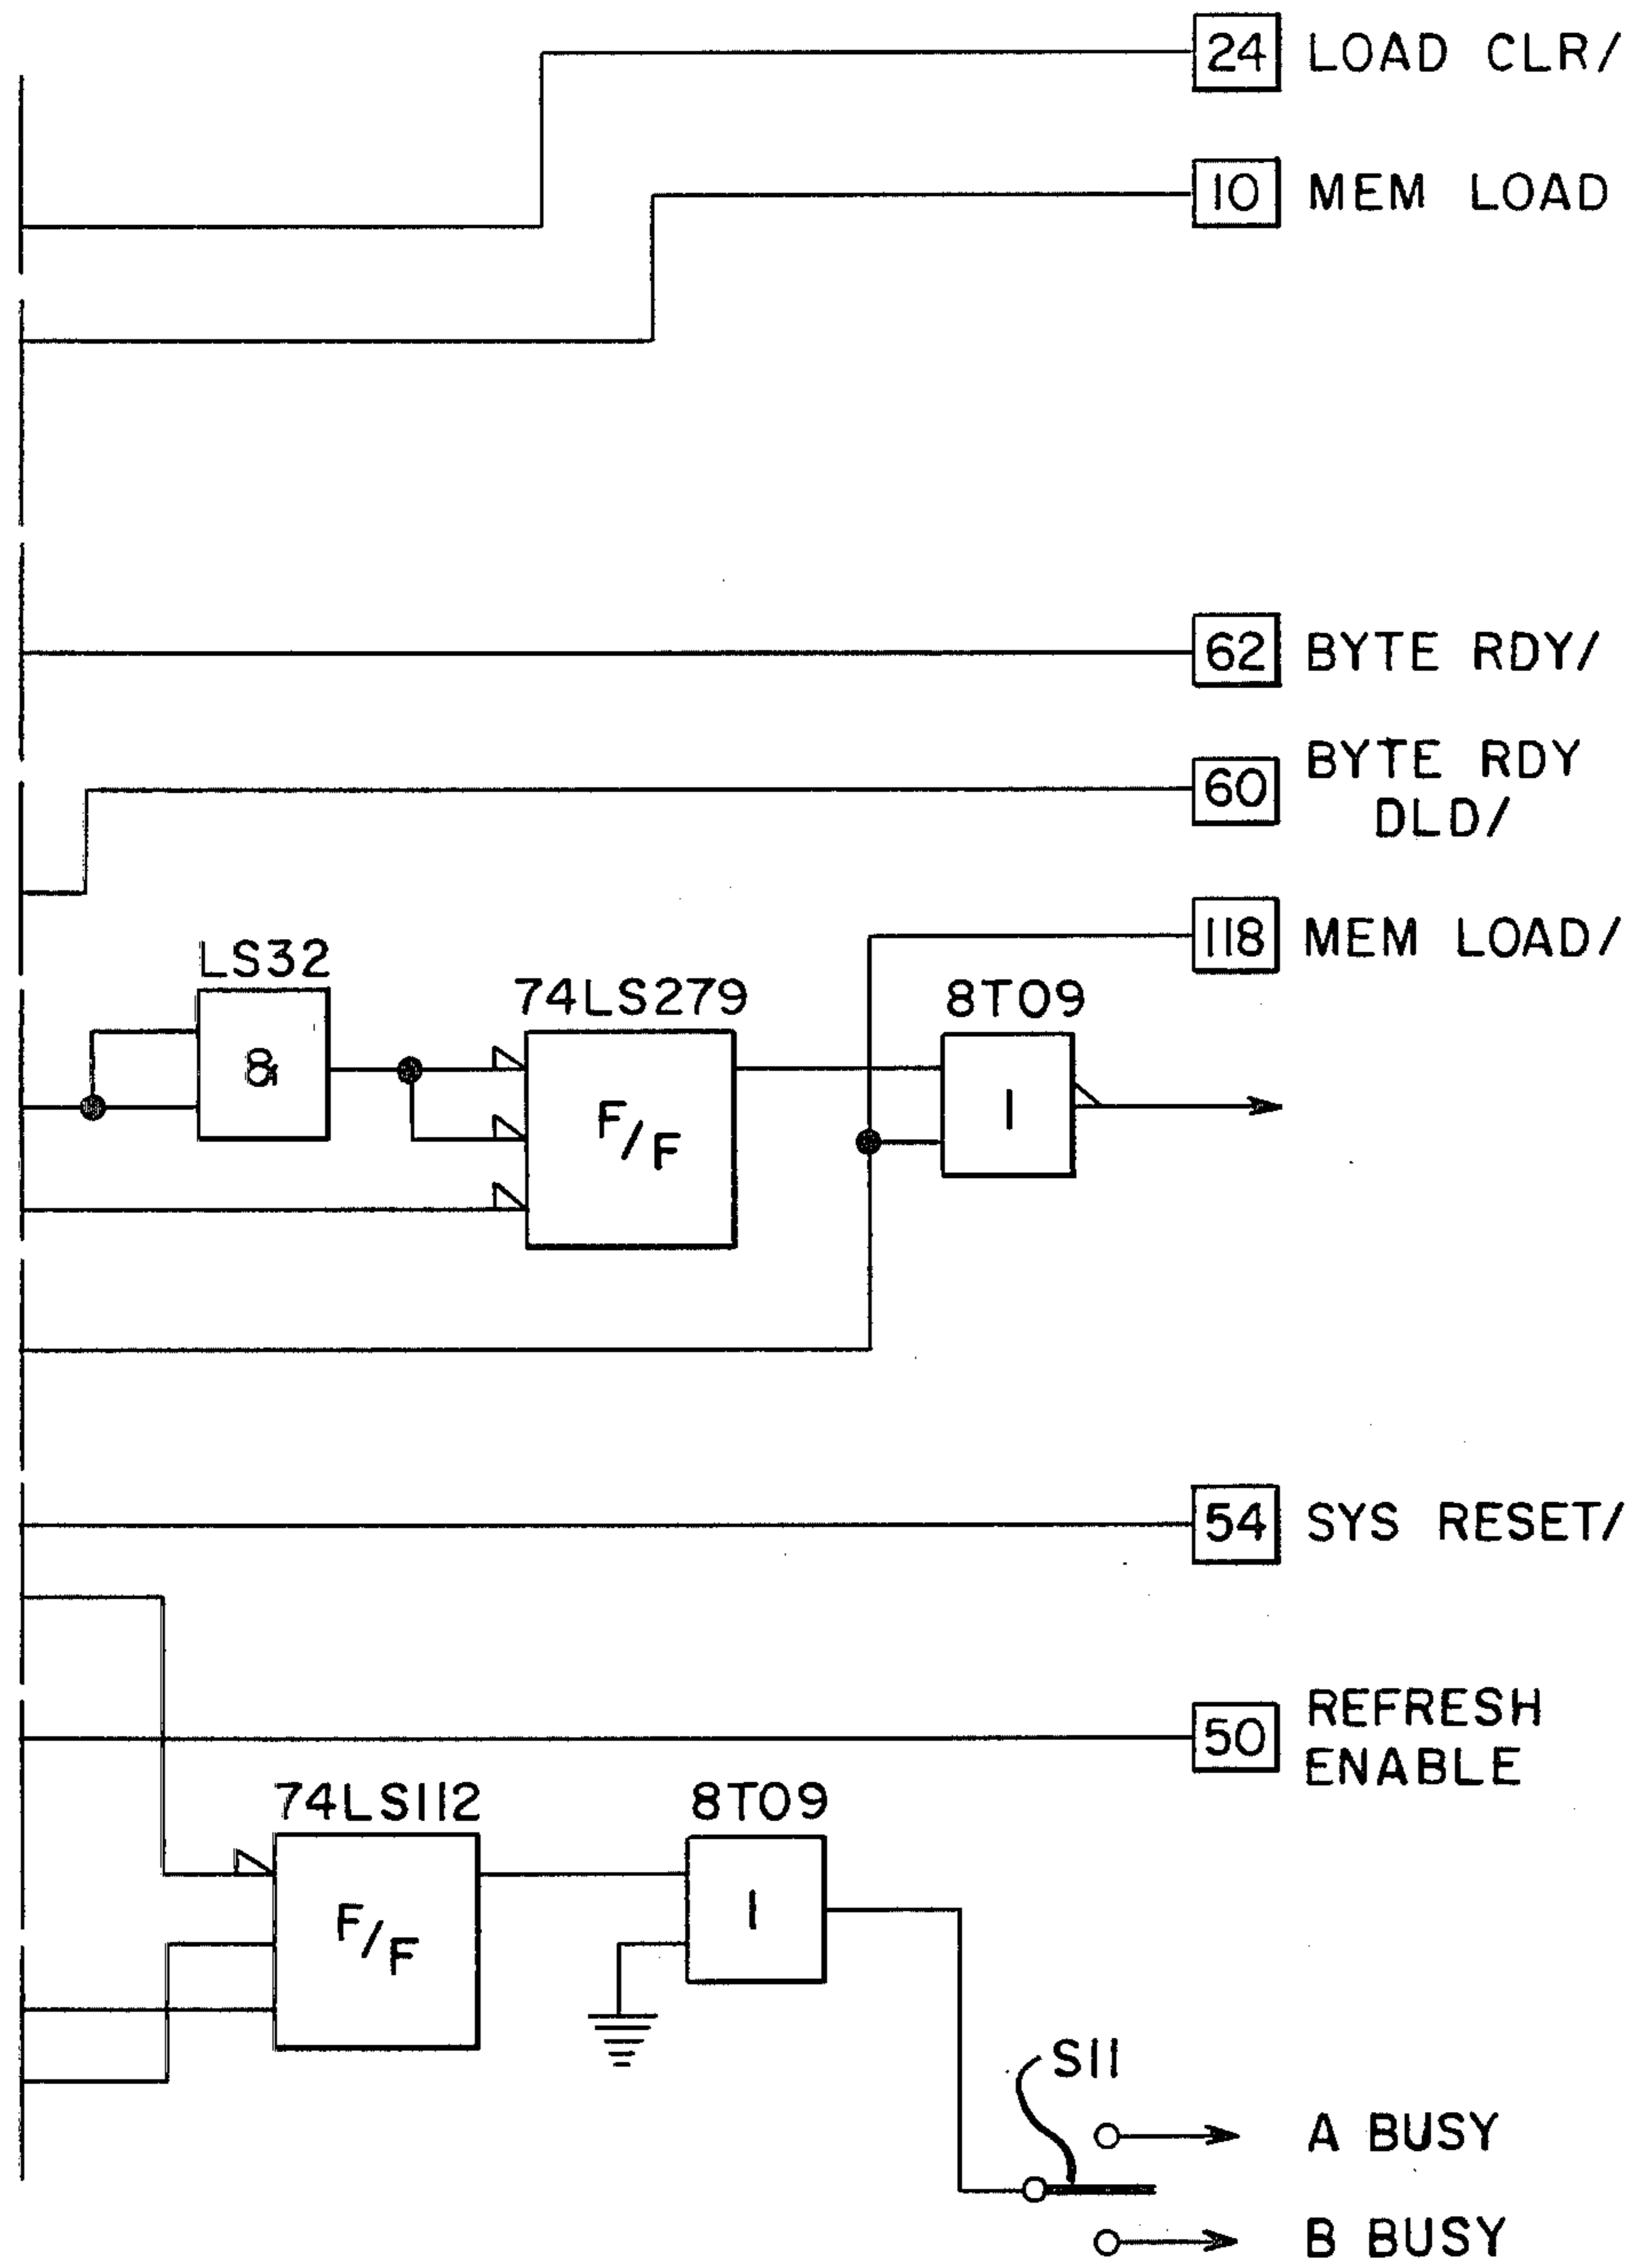 24 LOAD CLR/
10 MEM LOAD
62 BYTE RDY/
60 BYTE RDY
DLD/
118 MEM LOAD/
LS32
74LS279
8T09
&
F/F
1
54 SYS RESET/
50 REFRESH
ENABLE
74LS112
8T09
F/F
1
S11
A BUSY
B BUSY